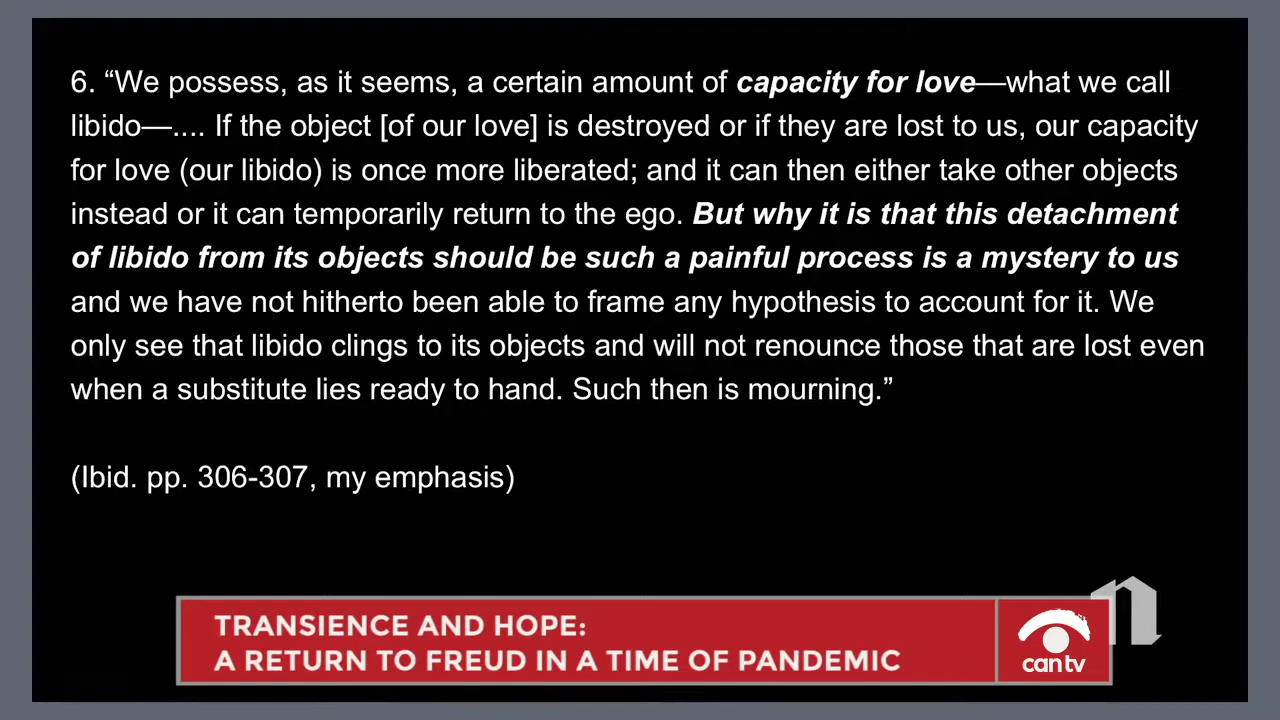 6. “We possess, as it seems, a certain amount of capacity for love—what we call
libido—.... If the object [of our love] is destroyed or if they are lost to us, our capacity
for love (our libido) is once more liberated; and it can then either take other objects
instead or it can temporarily return to the ego. But why it is that this detachment
of libido from its objects should be such a painful process is a mystery to us
and we have not hitherto been able to frame any hypothesis to account for it. We
only see that libido clings to its objects and will not renounce those that are lost even
when a substitute lies ready to hand. Such then is mourning.”
(Ibid. pp. 306-307, my emphasis)
TRANSIENCE AND HOPE:
A RETURN TO FREUD IN A TIME OF PANDEMIC
can tv
n